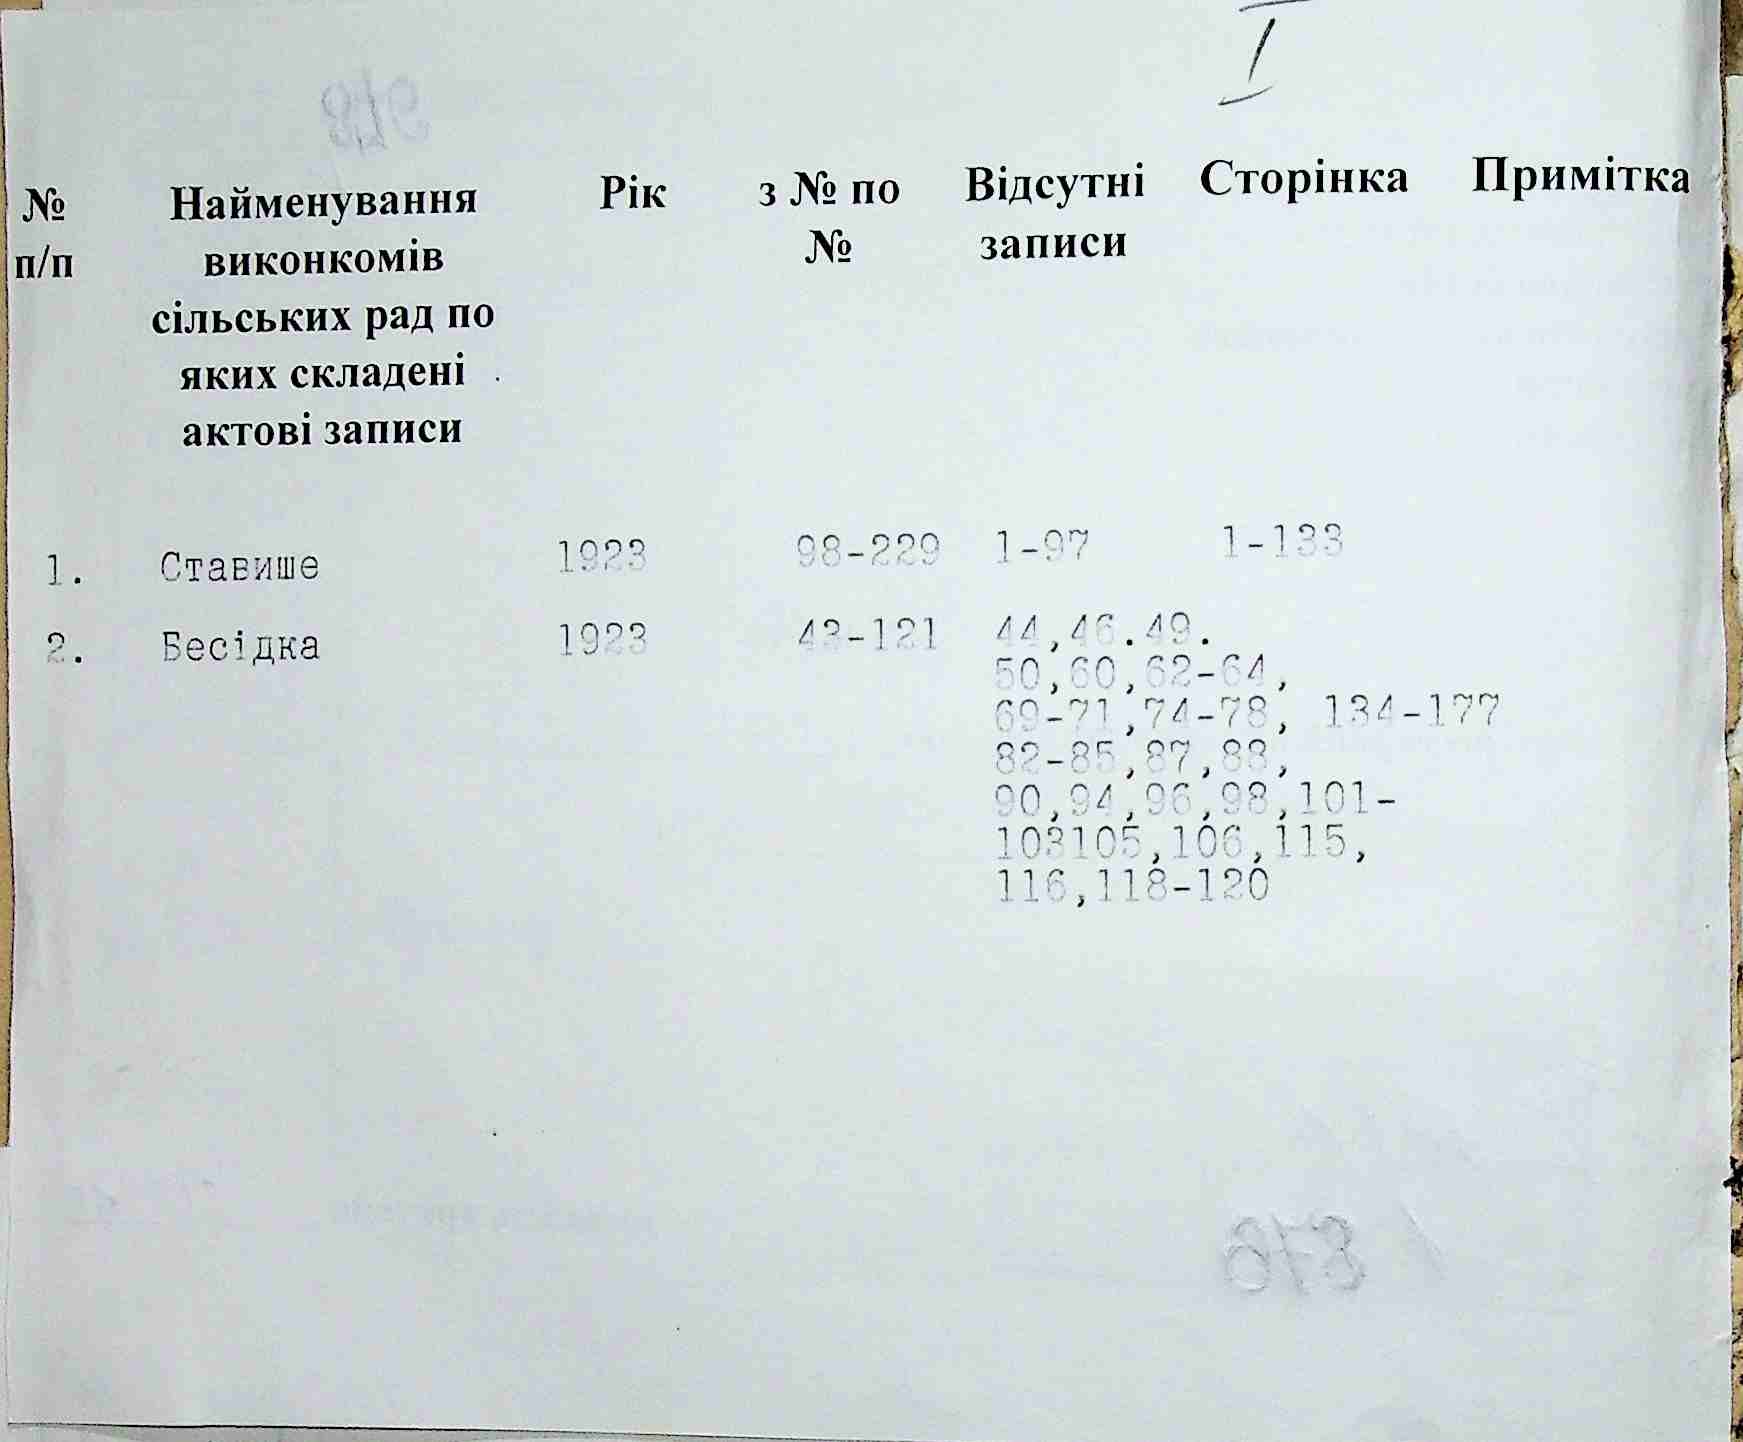 I
№ п/п Найменування виконкомів сільських рад по яких складені актові записи Рік з № по № Відсутні записи Сторінка Примітка
1. Ставише 1923 98-229 1-97 1-133
2. Бесідка 1923 43-121 44,46.49.
50,60,62-64,
69-71,74-78, 134-177
82-85,87,88,
90,94,96,98,101-
103105,106,115,
116,118-120